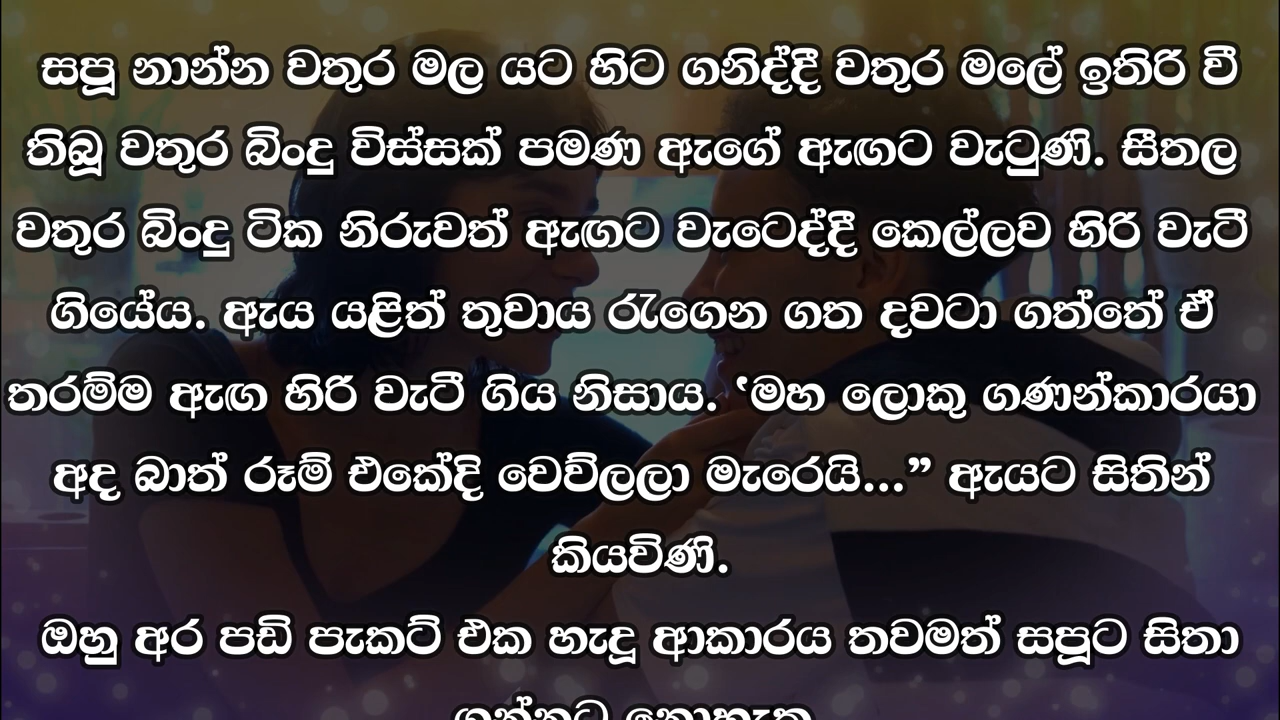 සපූ නාන්න වතුර මල යට හිට ගනිද්දී වතුර මලේ ඉතිරි වී
තිබූ වතුර බිංදු විස්සක් පමණ ඇගේ ඇඟට වැටුණි. සීතල
වතුර බිංදු ටික නිරුවත් ඇඟට වැටෙද්දී කෙල්ලව හිරි වැටී
ගියේය. ඇය යළිත් තුවාය රැගෙන ගත දවටා ගත්තේ ඒ
තරම්ම ඇඟ හිරි වැටී ගිය නිසාය. ‛මහ ලොකු ගණන්කාරයා
අද බාත් රූම් එකේදි වෙව්ලලා මැරෙයි...” ඇයට සිතින්
කියවිණි.
ඔහු අර පඩි පැකට් එක හැදූ ආකාරය තවමත් සපූට සිතා
ගන්නට නොහැක